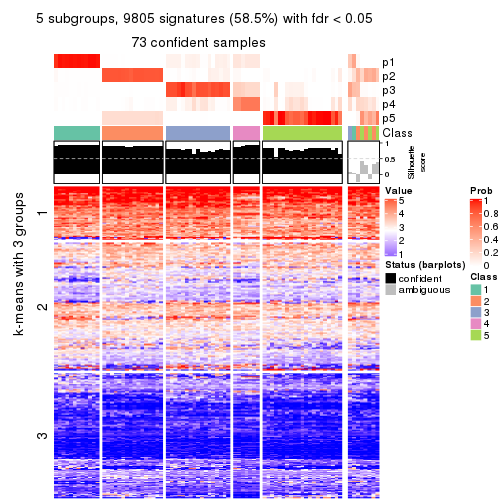 5 subgroups, 9805 signatures (58.5%) with fdr < 0.05
73 confident samples
p1
p2
p3
p4
p5
Class
1
0.5
0
Silhouette
score
k-means with 3 groups
1
2
3
Value
5
4
3
2
1
Status (barplots)
confident
ambiguous
Prob
1
0.8
0.6
0.4
0.2
0
Class
1
2
3
4
5